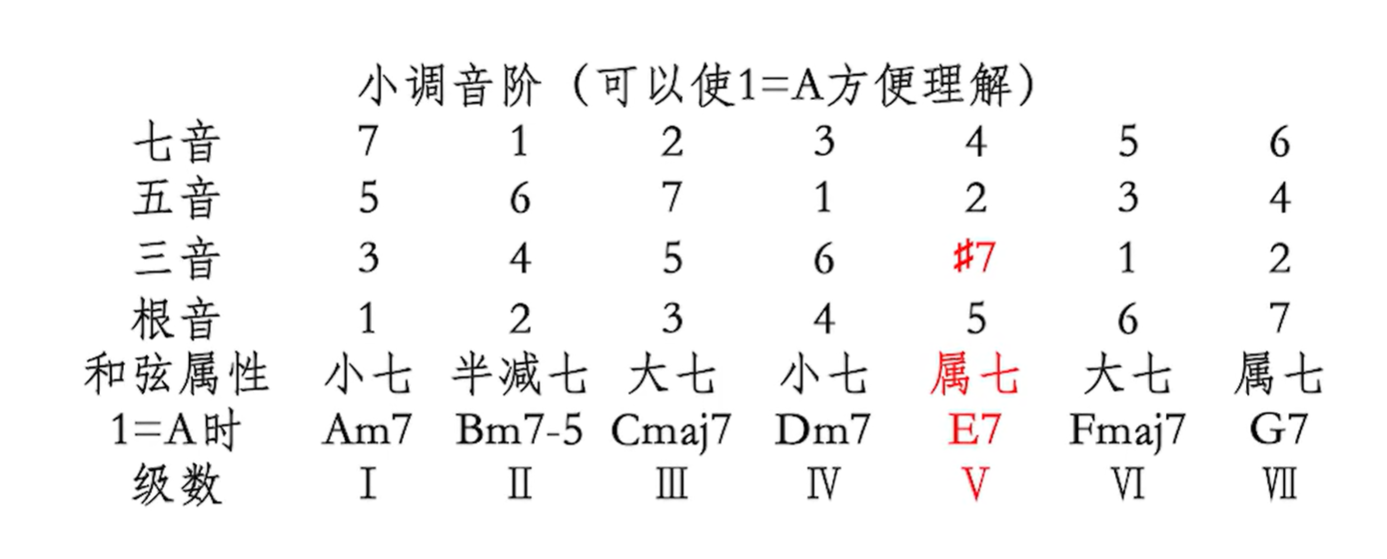 小调音阶（可以使1=A方便理解）
七音 7 1 2 3 4 5 6
五音 5 6 7 1 2 3 4
三音 3 4 5 6 ♯7 1 2
根音 1 2 3 4 5 6 7
和弦属性 小七 半减七 大七 小七 属七 大七 属七
1=A时 Am7 Bm7-5 Cmaj7 Dm7 E7 Fmaj7 G7
级数 Ⅰ Ⅱ Ⅲ Ⅳ Ⅴ Ⅵ Ⅶ